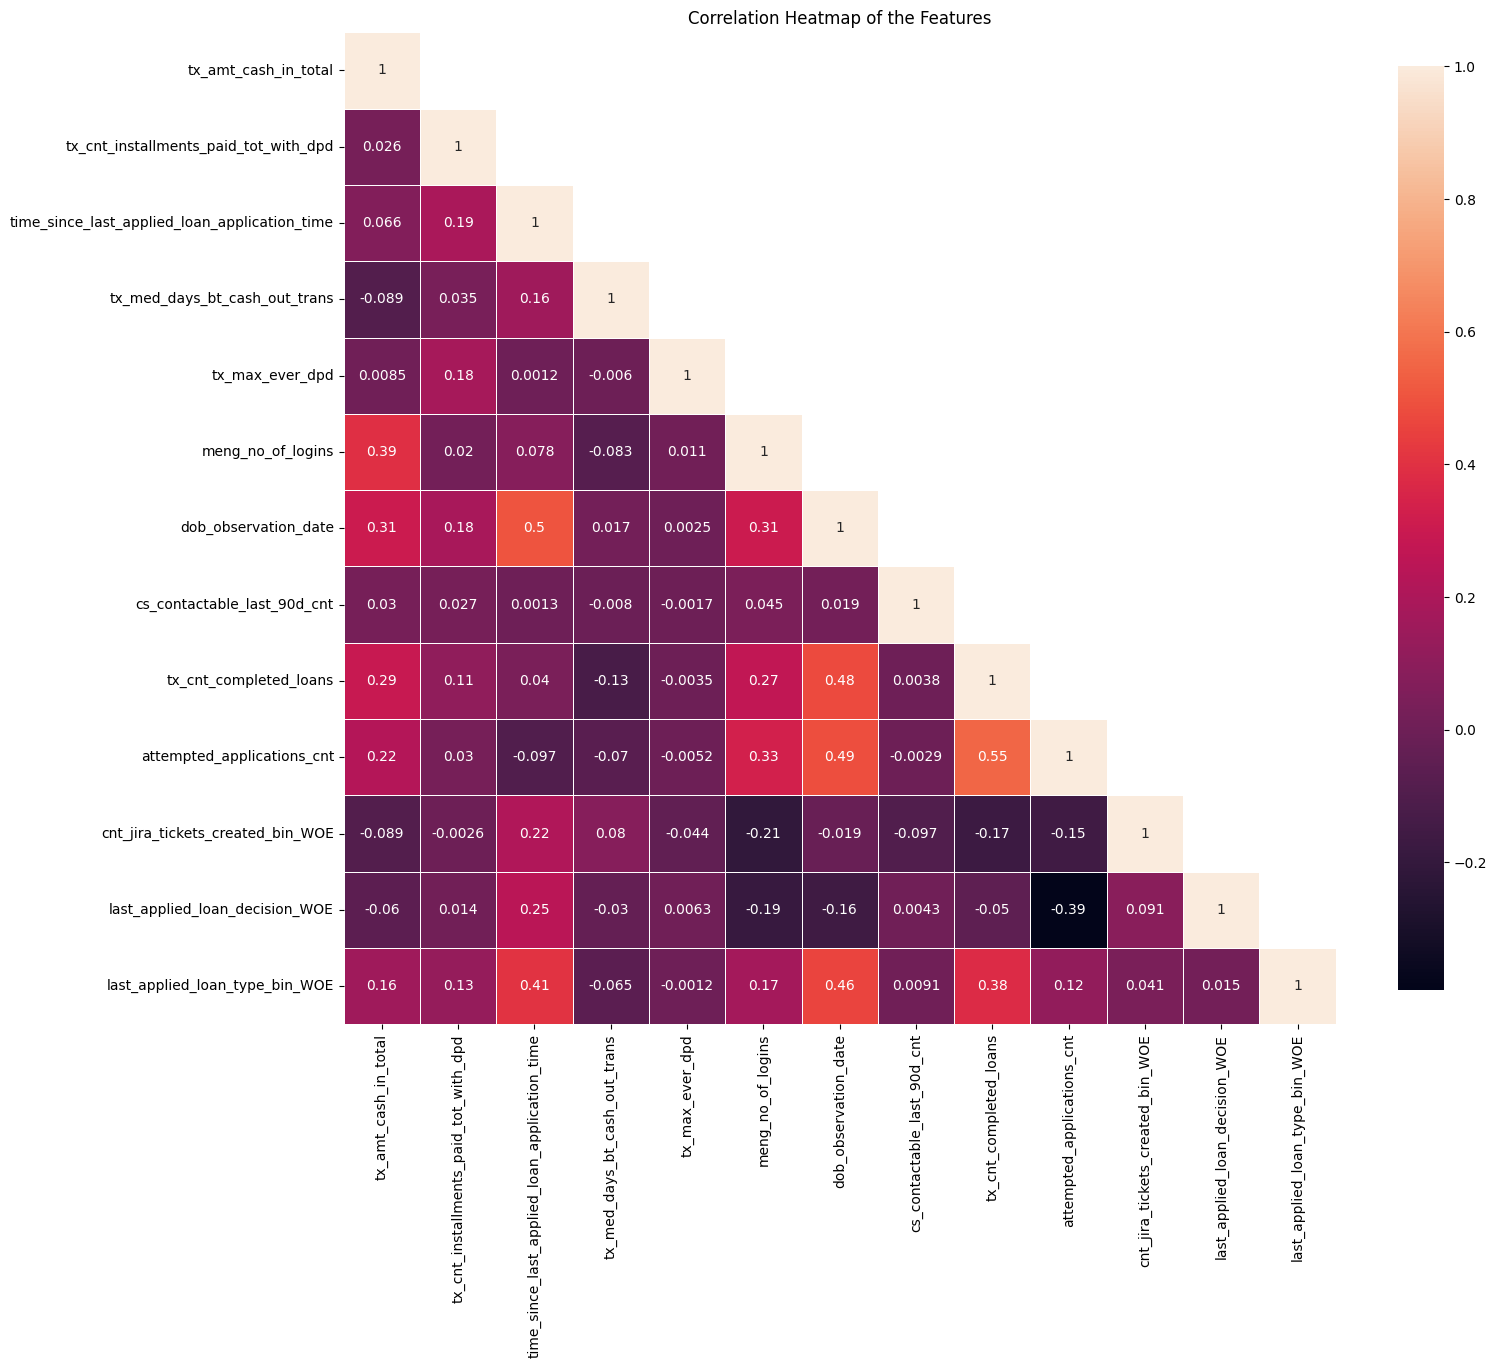 Correlation Heatmap of the Features
tx_amt_cash_in_total 1
tx_cnt_installments_paid_tot_with_dpd 0.026 1
time_since_last_applied_loan_application_time 0.066 0.19 1
tx_med_days_bt_cash_out_trans -0.089 0.035 0.16 1
tx_max_ever_dpd 0.0085 0.18 0.0012 -0.006 1
meng_no_of_logins 0.39 0.02 0.078 -0.083 0.011 1
dob_observation_date 0.31 0.18 0.5 0.017 0.0025 0.31 1
cs_contactable_last_90d_cnt 0.03 0.027 0.0013 -0.008 -0.0017 0.045 0.019 1
tx_cnt_completed_loans 0.29 0.11 0.04 -0.13 -0.0035 0.27 0.48 0.0038 1
attempted_applications_cnt 0.22 0.03 -0.097 -0.07 -0.0052 0.33 0.49 -0.0029 0.55 1
cnt_jira_tickets_created_bin_WOE -0.089 -0.0026 0.22 0.08 -0.044 -0.21 -0.019 -0.097 -0.17 -0.15 1
last_applied_loan_decision_WOE -0.06 0.014 0.25 -0.03 0.0063 -0.19 -0.16 0.0043 -0.05 -0.39 0.091 1
last_applied_loan_type_bin_WOE 0.16 0.13 0.41 -0.065 -0.0012 0.17 0.46 0.0091 0.38 0.12 0.041 0.015 1
tx_amt_cash_in_total
tx_cnt_installments_paid_tot_with_dpd
time_since_last_applied_loan_application_time
tx_med_days_bt_cash_out_trans
tx_max_ever_dpd
meng_no_of_logins
dob_observation_date
cs_contactable_last_90d_cnt
tx_cnt_completed_loans
attempted_applications_cnt
cnt_jira_tickets_created_bin_WOE
last_applied_loan_decision_WOE
last_applied_loan_type_bin_WOE
1.0
0.8
0.6
0.4
0.2
0.0
−0.2